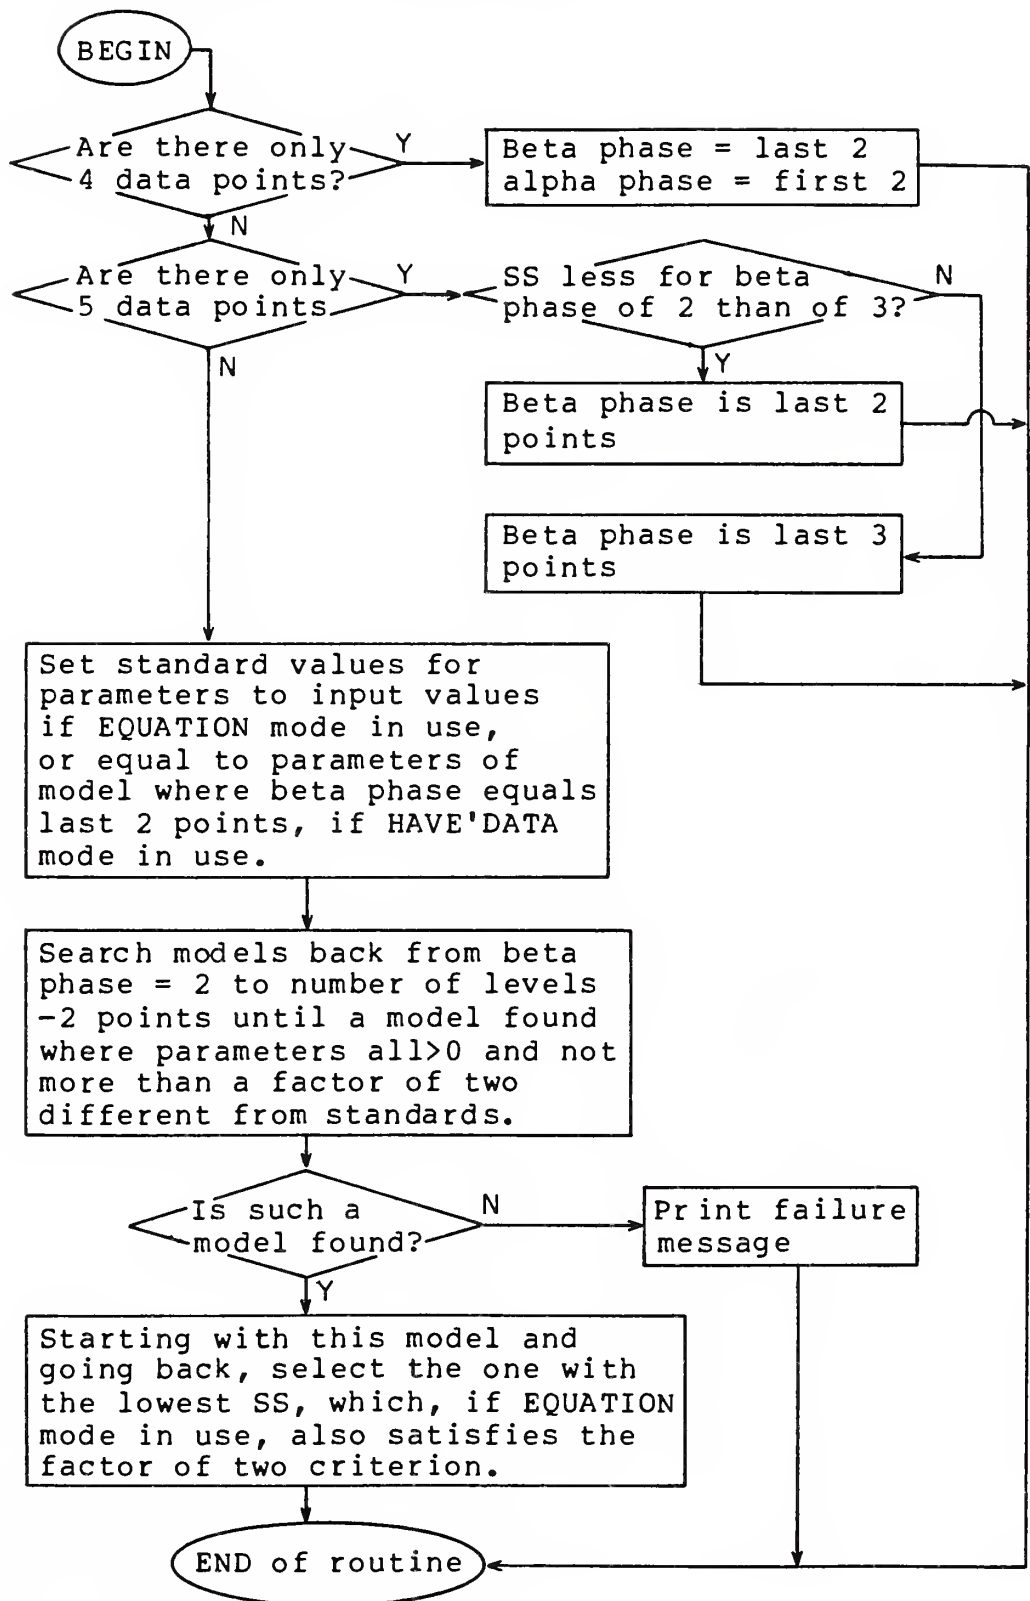 BEGIN
Are there only
4 data points?
Y
Beta phase = last 2
alpha phase = first 2
N
Are there only
5 data points
Y
SS less for beta
phase of 2 than of 3?
N
N
Y
Beta phase is last 2
points
Beta phase is last 3
points
Set standard values for
parameters to input values
if EQUATION mode in use,
or equal to parameters of
model where beta phase equals
last 2 points, if HAVE'DATA
mode in use.
Search models back from beta
phase = 2 to number of levels
-2 points until a model found
where parameters all>0 and not
more than a factor of two
different from standards.
Is such a
model found?
N
Print failure
message
Y
Starting with this model and
going back, select the one with
the lowest SS, which, if EQUATION
mode in use, also satisfies the
factor of two criterion.
END of routine